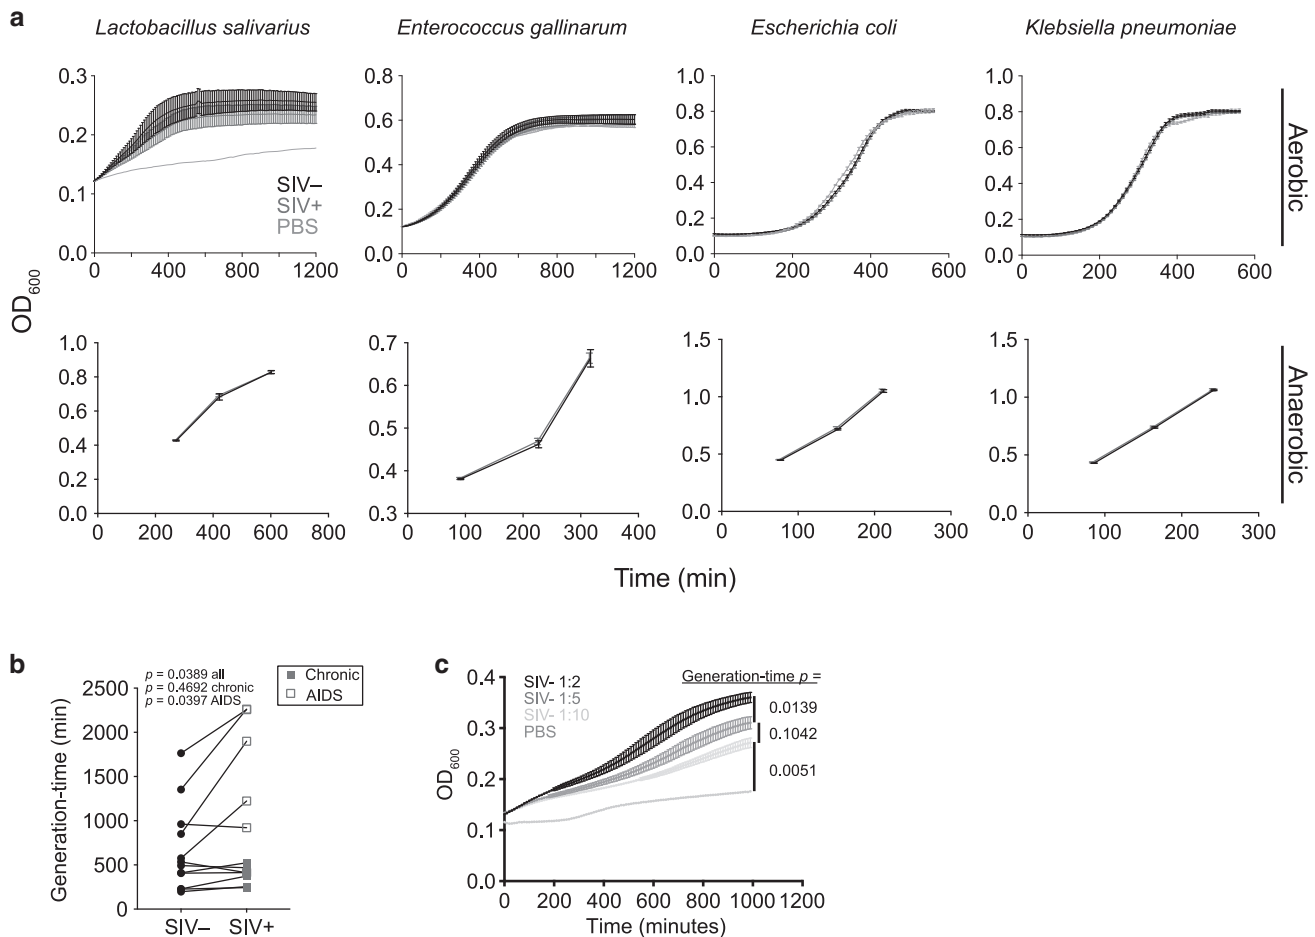 a
Lactobacillus salivarius
Enterococcus gallinarum
Escherichia coli
Klebsiella pneumoniae
0.3
0.2
0.1
0.0
0 400 800 1200
SIV–
SIV+
PBS
0.8
0.6
0.4
0.2
0.0
0 400 800 1200
1.0
0.8
0.6
0.4
0.2
0.0
0 200 400 600
1.0
0.8
0.6
0.4
0.2
0.0
0 200 400 600
Aerobic
OD600
1.0
0.8
0.6
0.4
0.2
0.0
0 200 400 600 800
0.7
0.6
0.5
0.4
0.3
0 100 200 300 400
1.5
1.0
0.5
0.0
0 100 200 300
1.5
1.0
0.5
0.0
0 100 200 300
Anaerobic
Time (min)
b
p = 0.0389 all
p = 0.4692 chronic
p = 0.0397 AIDS
Chronic
AIDS
Generation-time (min)
2500
2000
1500
1000
500
0
SIV– SIV+
c
SIV- 1:2
SIV- 1:5
SIV- 1:10
PBS
Generation-time p =
0.0139
0.1042
0.0051
OD600
0.4
0.3
0.2
0.1
0.0
0 200 400 600 800 1000 1200
Time (minutes)